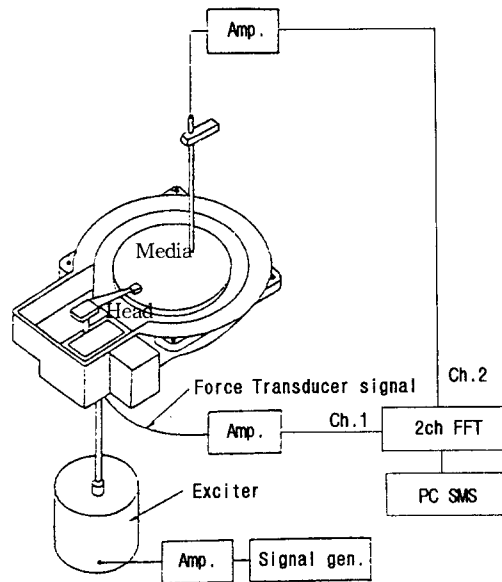 Amp.
Media
Head
Force Transducer signal
Ch.2
Ch.1
Amp.
2ch FFT
PC SMS
Exciter
Amp.
Signal gen.